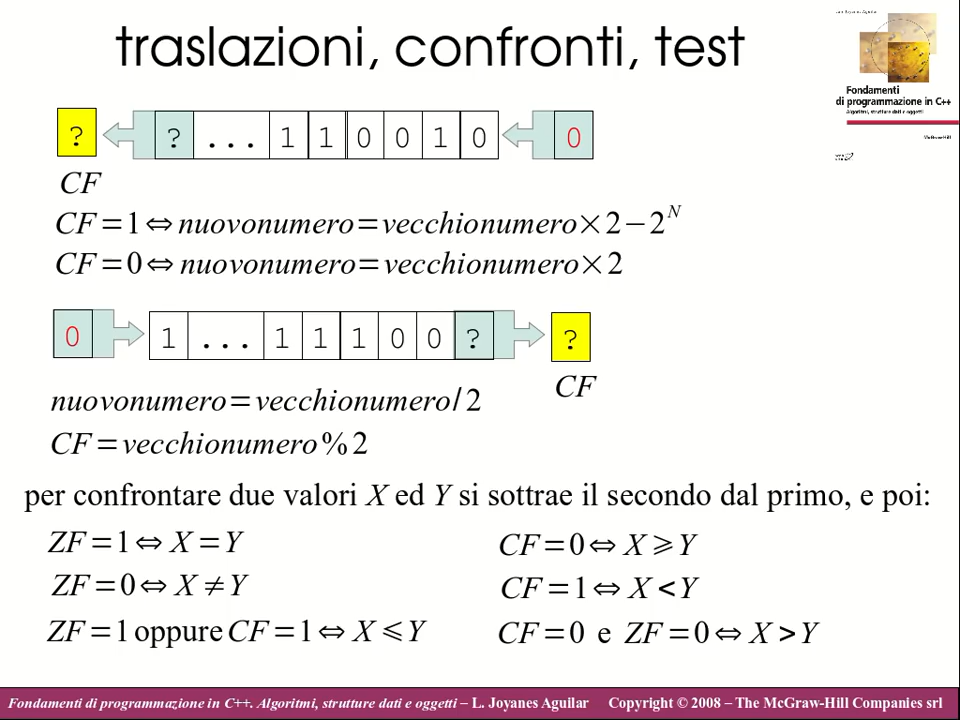 traslazioni, confronti, test
Fondamenti
di programmazione in C++
Algoritmi, strutture dati e oggetti
? ? ... 1 1 0 0 1 0 0
CF
CF=1⇔nuovonumero=vecchionumero×2−2^N
CF=0⇔nuovonumero=vecchionumero×2
0 1 ... 1 1 1 0 0 ? ?
CF
nuovonumero=vecchionumero/2
CF=vecchionumero%2
per confrontare due valori X ed Y si sottrae il secondo dal primo, e poi:
ZF=1⇔X=Y
CF=0⇔X⩾Y
ZF=0⇔X≠Y
CF=1⇔X<Y
ZF=1oppureCF=1⇔X⩽Y
CF=0 e ZF=0⇔X>Y
Fondamenti di programmazione in C++. Algoritmi, strutture dati e oggetti – L. Joyanes Aguilar Copyright © 2008 – The McGraw-Hill Companies srl